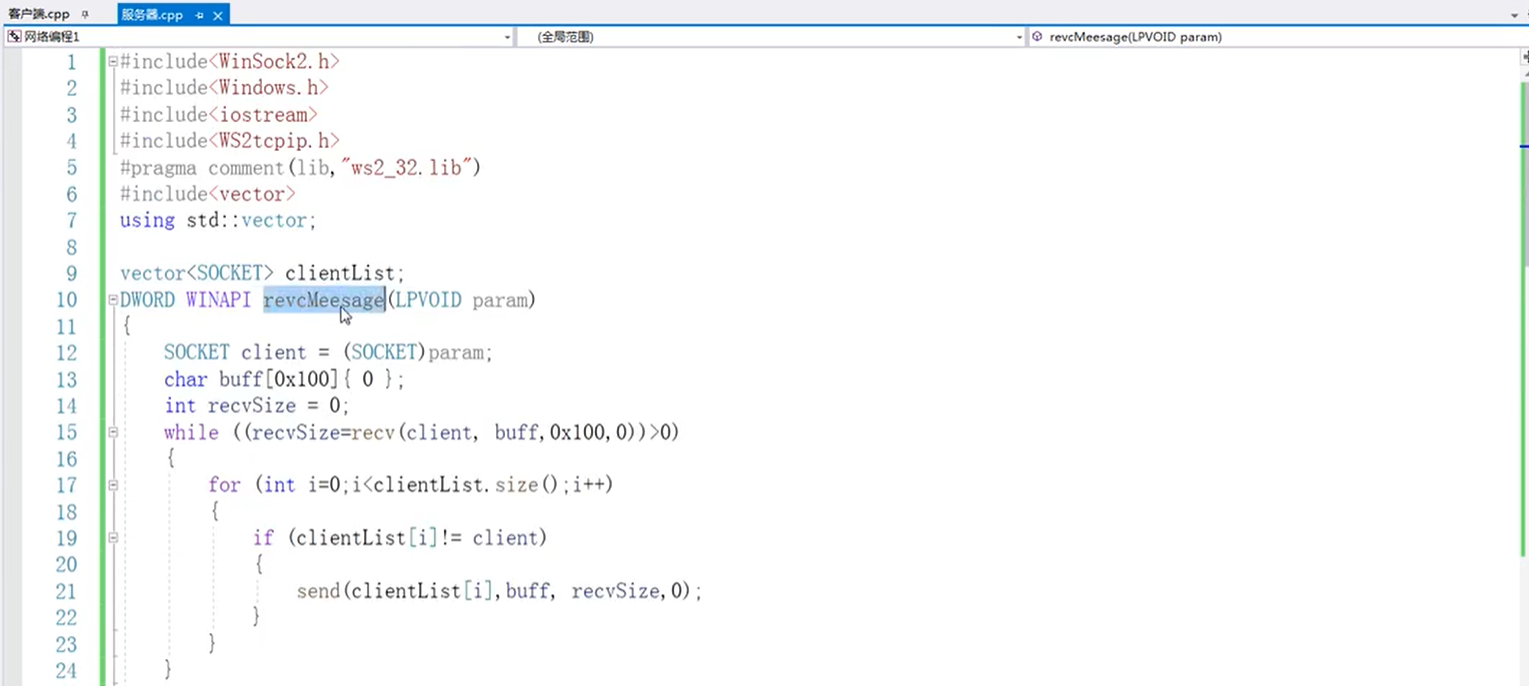 客户端.cpp 服务器.cpp
网络编程1 (全局范围) revcMeesage(LPVOID param)
1 #include<WinSock2.h>
2 #include<Windows.h>
3 #include<iostream>
4 #include<WS2tcpip.h>
5 #pragma comment(lib,"ws2_32.lib")
6 #include<vector>
7 using std::vector;
8
9 vector<SOCKET> clientList;
10 DWORD WINAPI revcMeesage(LPVOID param)
11 {
12 SOCKET client = (SOCKET)param;
13 char buff[0x100]{ 0 };
14 int recvSize = 0;
15 while ((recvSize=recv(client, buff,0x100,0))>0)
16 {
17 for (int i=0;i<clientList.size();i++)
18 {
19 if (clientList[i]!= client)
20 {
21 send(clientList[i],buff, recvSize,0);
22 }
23 }
24 }